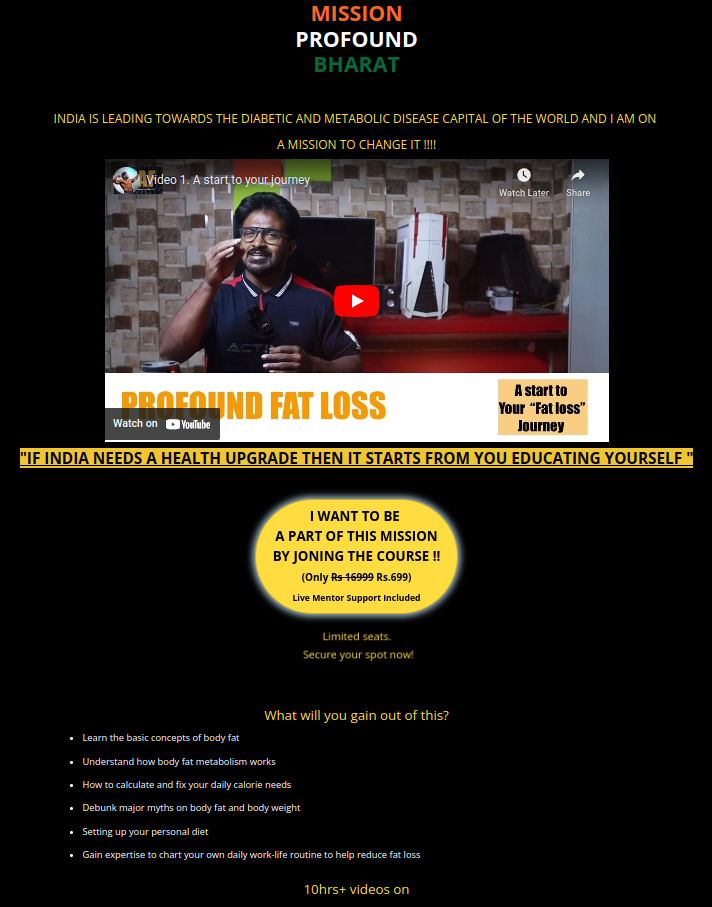 MISSION
PROFOUND
BHARAT
INDIA IS LEADING TOWARDS THE DIABETIC AND METABOLIC DISEASE CAPITAL OF THE WORLD AND I AM ON
A MISSION TO CHANGE IT !!!!
Video 1. A start to your journey
Watch Later
Share
PROFOUND FAT LOSS
A start to
Your "Fat loss"
Journey
Watch on YouTube
"IF INDIA NEEDS A HEALTH UPGRADE THEN IT STARTS FROM YOU EDUCATING YOURSELF "
I WANT TO BE
A PART OF THIS MISSION
BY JONING THE COURSE !!
(Only Rs 16999 Rs.699)
Live Mentor Support Included
Limited seats.
Secure your spot now!
What will you gain out of this?
Learn the basic concepts of body fat
Understand how body fat metabolism works
How to calculate and fix your daily calorie needs
Debunk major myths on body fat and body weight
Setting up your personal diet
Gain expertise to chart your own daily work-life routine to help reduce fat loss
10hrs+ videos on